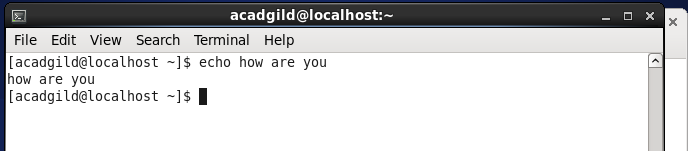 acadgild@localhost:~
File Edit View Search Terminal Help
[acadgild@localhost ~]$ echo how are you
how are you
[acadgild@localhost ~]$